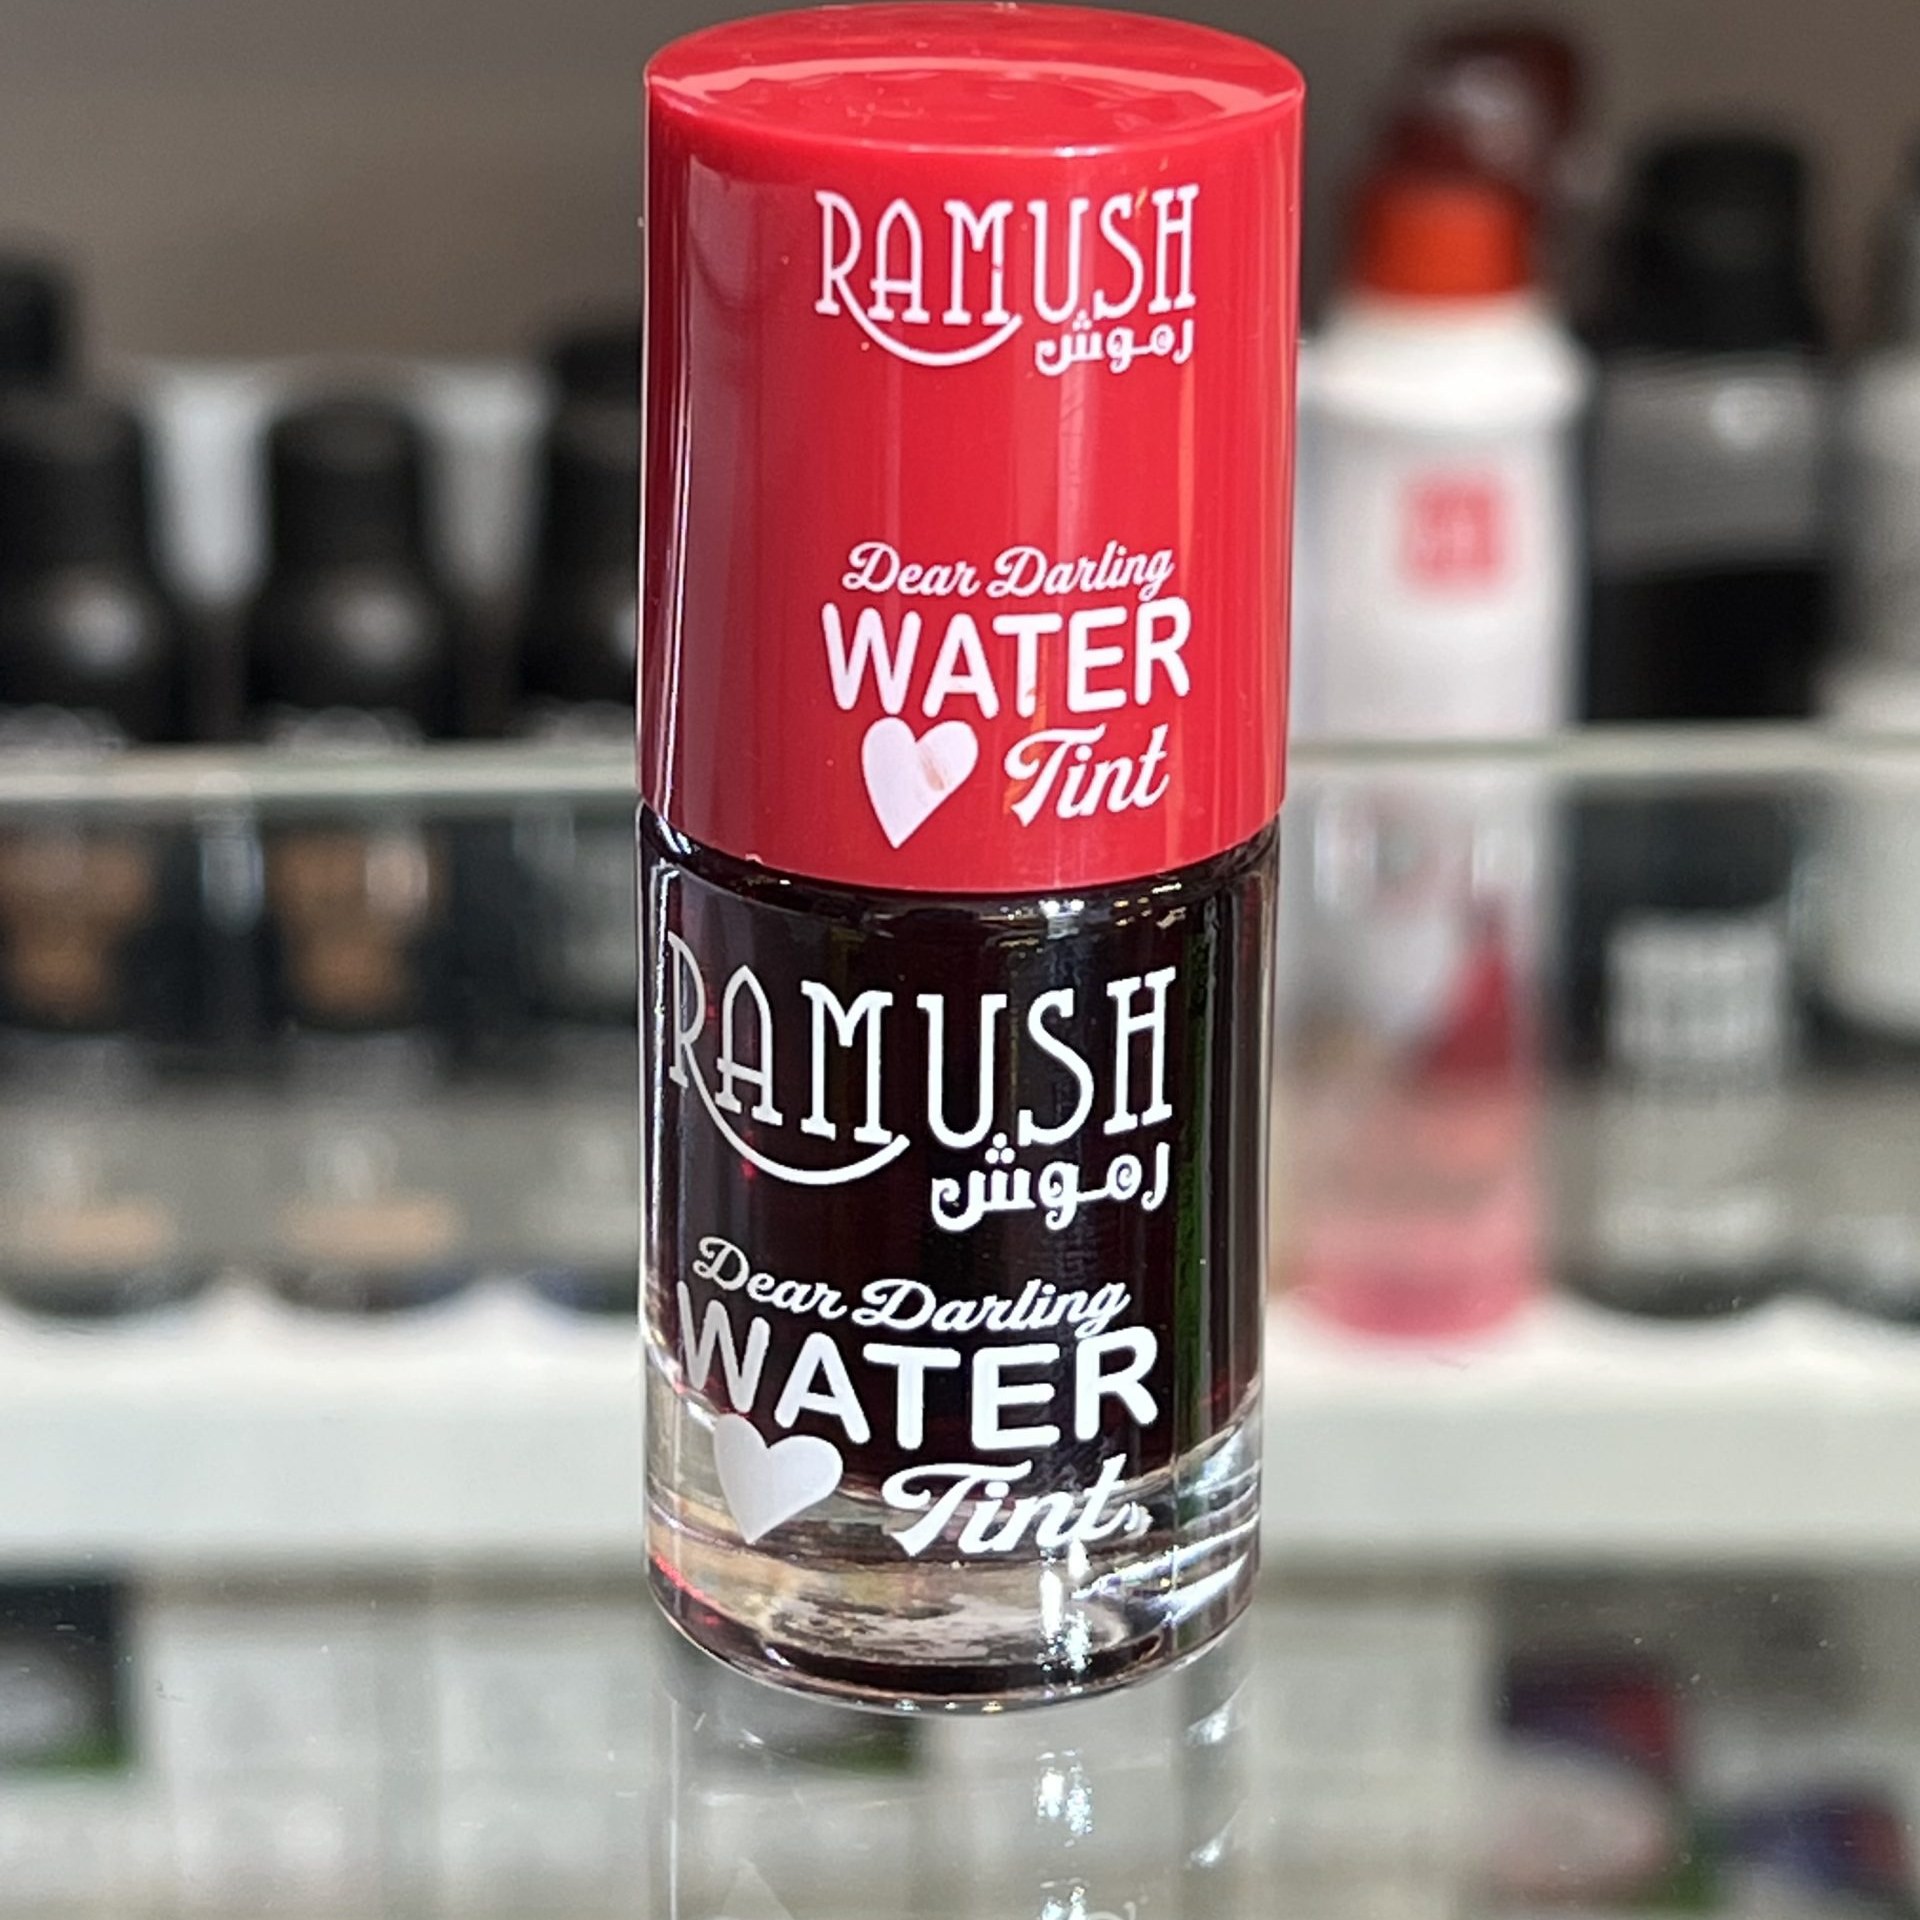 RAMUSH
رموش
Dear Darling
WATER
Tint
RAMUSH
رموش
Dear Darling
WATER
Tint